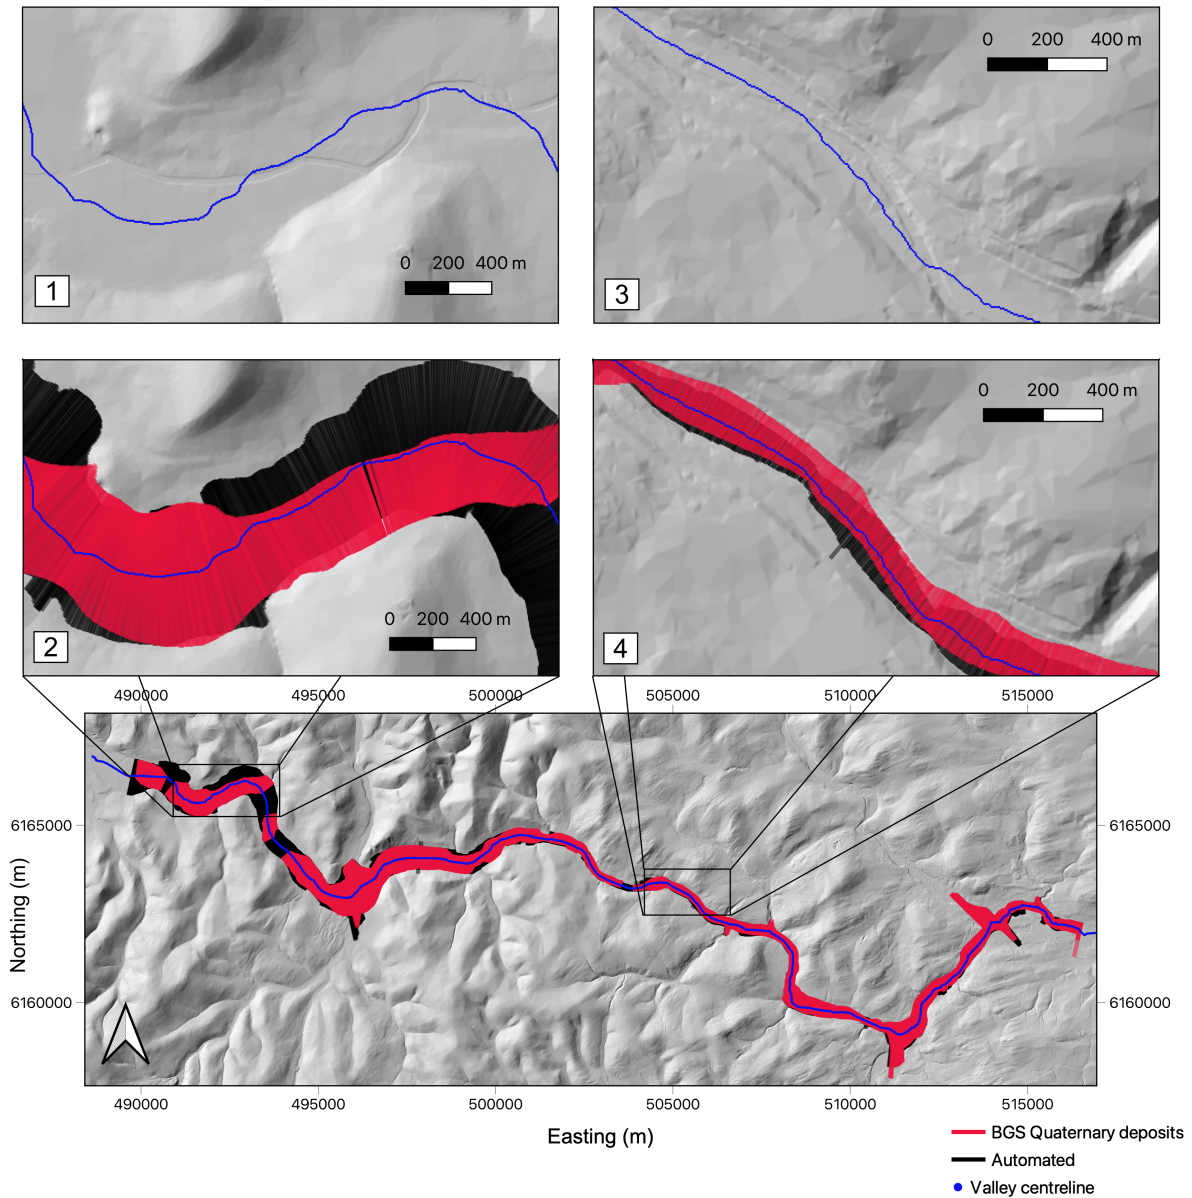 0 200 400 m
1
0 200 400 m
3
0 200 400 m
2
0 200 400 m
4
490000 495000 500000 505000 510000 515000
6165000 6165000
6160000 6160000
Northing (m)
490000 495000 500000 505000 510000 515000
Easting (m)
BGS Quaternary deposits
Automated
Valley centreline